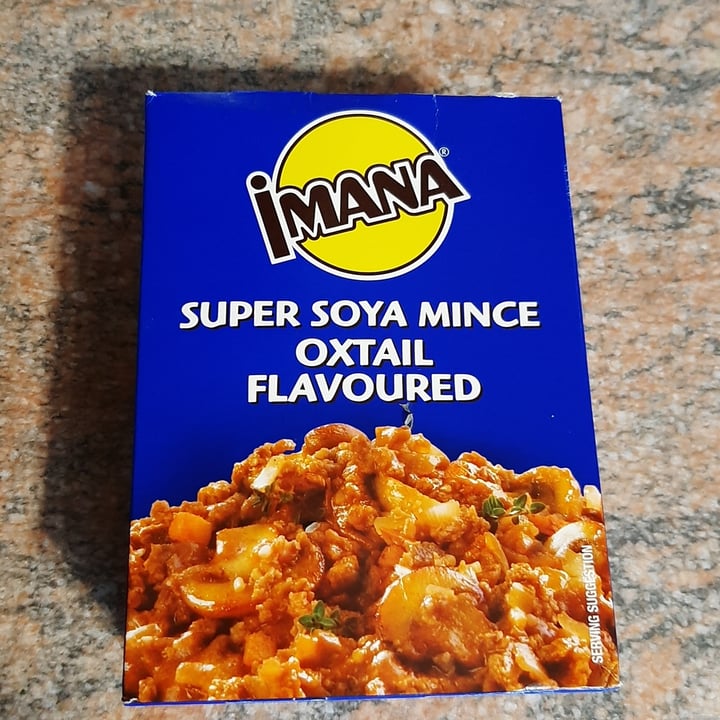 iMANA®
SUPER SOYA MINCE
OXTAIL
FLAVOURED
SERVING SUGGESTION